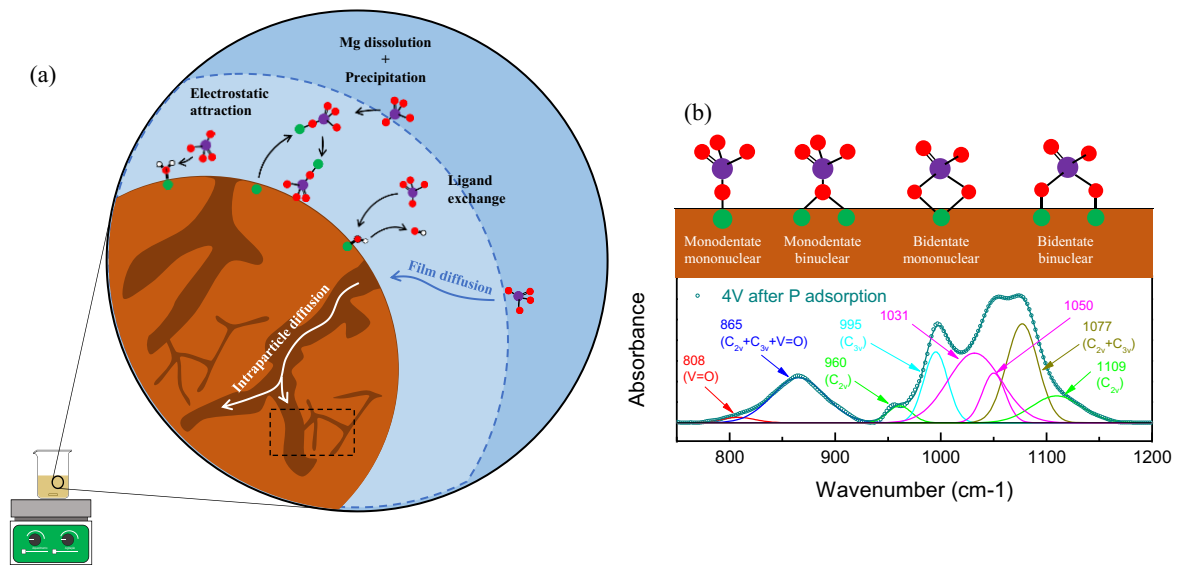 (a)
Mg dissolution
+
Precipitation
Electrostatic
attraction
Ligand
exchange
Film diffusion
Intraparticle diffusion
(b)
Monodentate
mononuclear
Monodentate
binuclear
Bidentate
mononuclear
Bidentate
binuclear
4V after P adsorption
808
(V=O)
865
(C2v+C3v+V=O)
960
(C2v)
995
(C3v)
1031
1050
1077
(C2v+C3v)
1109
(C2v)
Absorbance
800 900 1000 1100 1200
Wavenumber (cm-1)